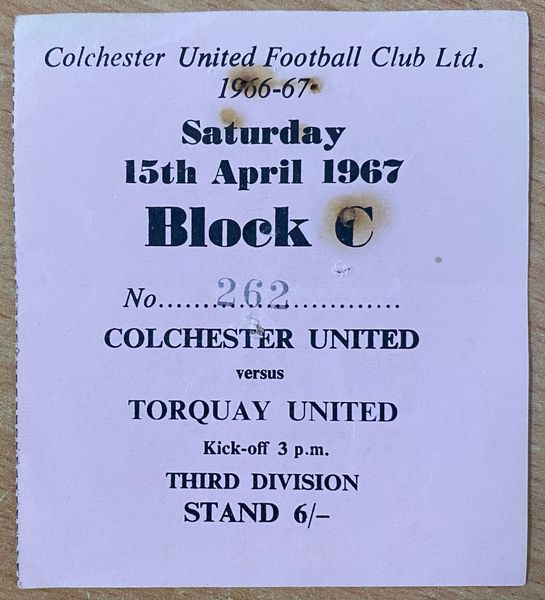 Colchester United Football Club Ltd.
1966-67
Saturday
15th April 1967
Block C
No.... 262 ....
COLCHESTER UNITED
versus
TORQUAY UNITED
Kick-off 3 p.m.
THIRD DIVISION
STAND 6/–